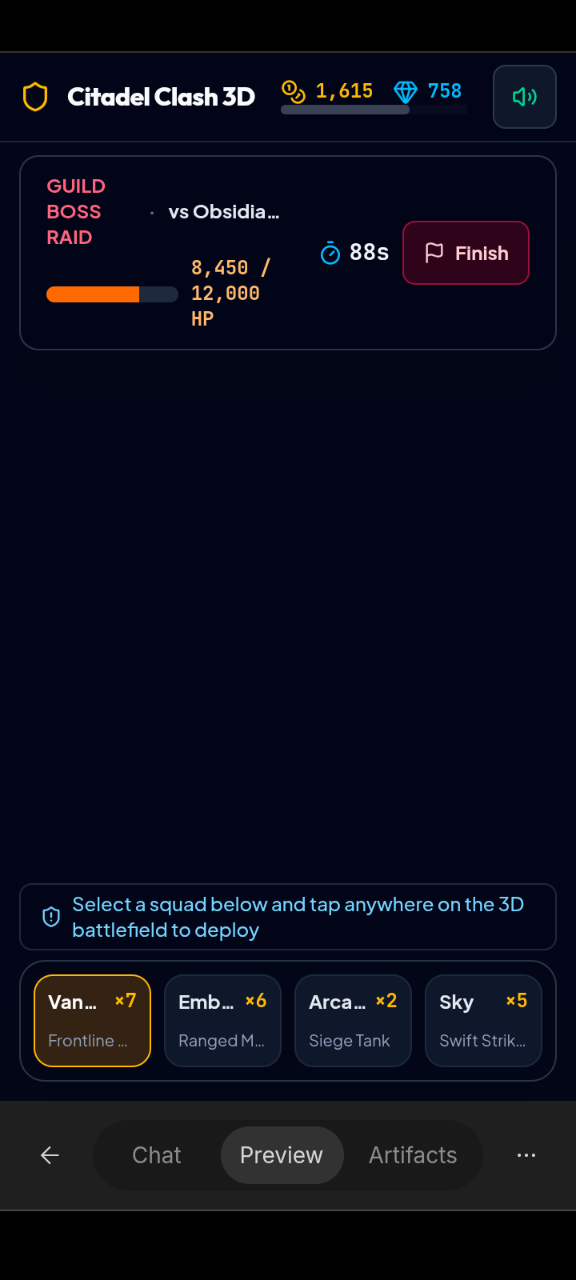 Citadel Clash 3D
1,615
758
GUILD
BOSS
RAID
· vs Obsidia...
8,450 /
12,000
HP
88s
Finish
Select a squad below and tap anywhere on the 3D
battlefield to deploy
Van... ×7
Frontline ...
Emb... ×6
Ranged M...
Arca... ×2
Siege Tank
Sky ×5
Swift Strik...
Chat
Preview
Artifacts